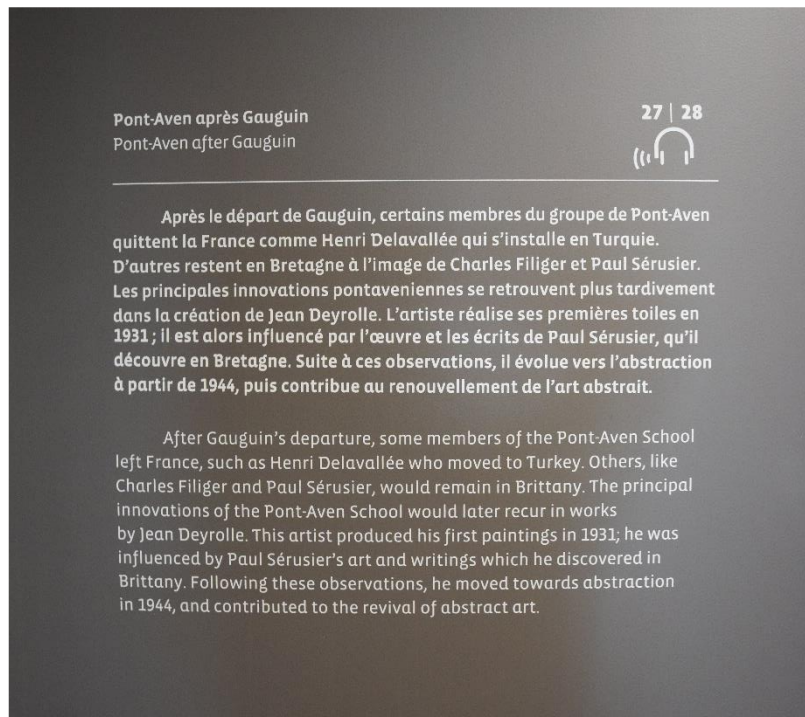 Pont-Aven après Gauguin
Pont-Aven after Gauguin
27 | 28
Après le départ de Gauguin, certains membres du groupe de Pont-Aven
quittent la France comme Henri Delavallée qui s'installe en Turquie.
D'autres restent en Bretagne à l'image de Charles Filiger et Paul Sérusier.
Les principales innovations pontaveniennes se retrouvent plus tardivement
dans la création de Jean Deyrolle. L'artiste réalise ses premières toiles en
1931 ; il est alors influencé par l'œuvre et les écrits de Paul Sérusier, qu'il
découvre en Bretagne. Suite à ces observations, il évolue vers l'abstraction
à partir de 1944, puis contribue au renouvellement de l'art abstrait.
After Gauguin's departure, some members of the Pont-Aven School
left France, such as Henri Delavallée who moved to Turkey. Others, like
Charles Filiger and Paul Sérusier, would remain in Brittany. The principal
innovations of the Pont-Aven School would later recur in works
by Jean Deyrolle. This artist produced his first paintings in 1931; he was
influenced by Paul Sérusier's art and writings which he discovered in
Brittany. Following these observations, he moved towards abstraction
in 1944, and contributed to the revival of abstract art.